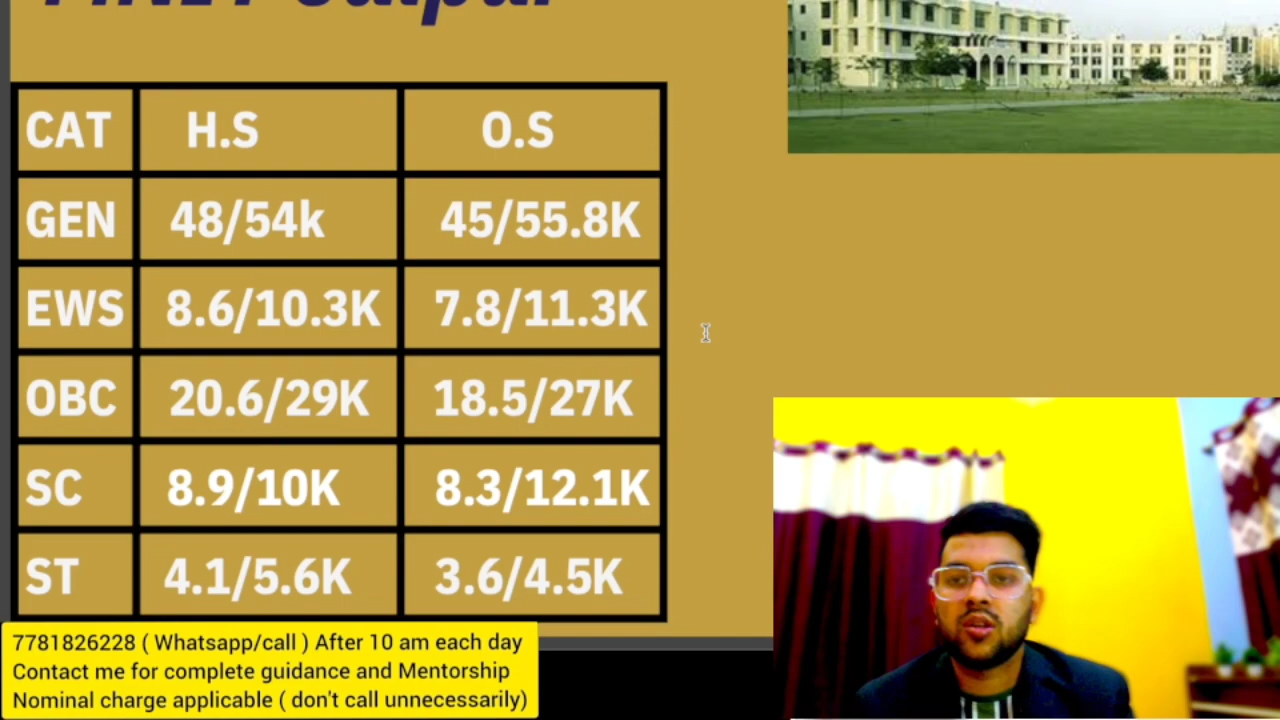 CAT H.S O.S
GEN 48/54k 45/55.8K
EWS 8.6/10.3K 7.8/11.3K
OBC 20.6/29K 18.5/27K
SC 8.9/10K 8.3/12.1K
ST 4.1/5.6K 3.6/4.5K
7781826228 ( Whatsapp/call ) After 10 am each day
Contact me for complete guidance and Mentorship
Nominal charge applicable ( don't call unnecessarily)